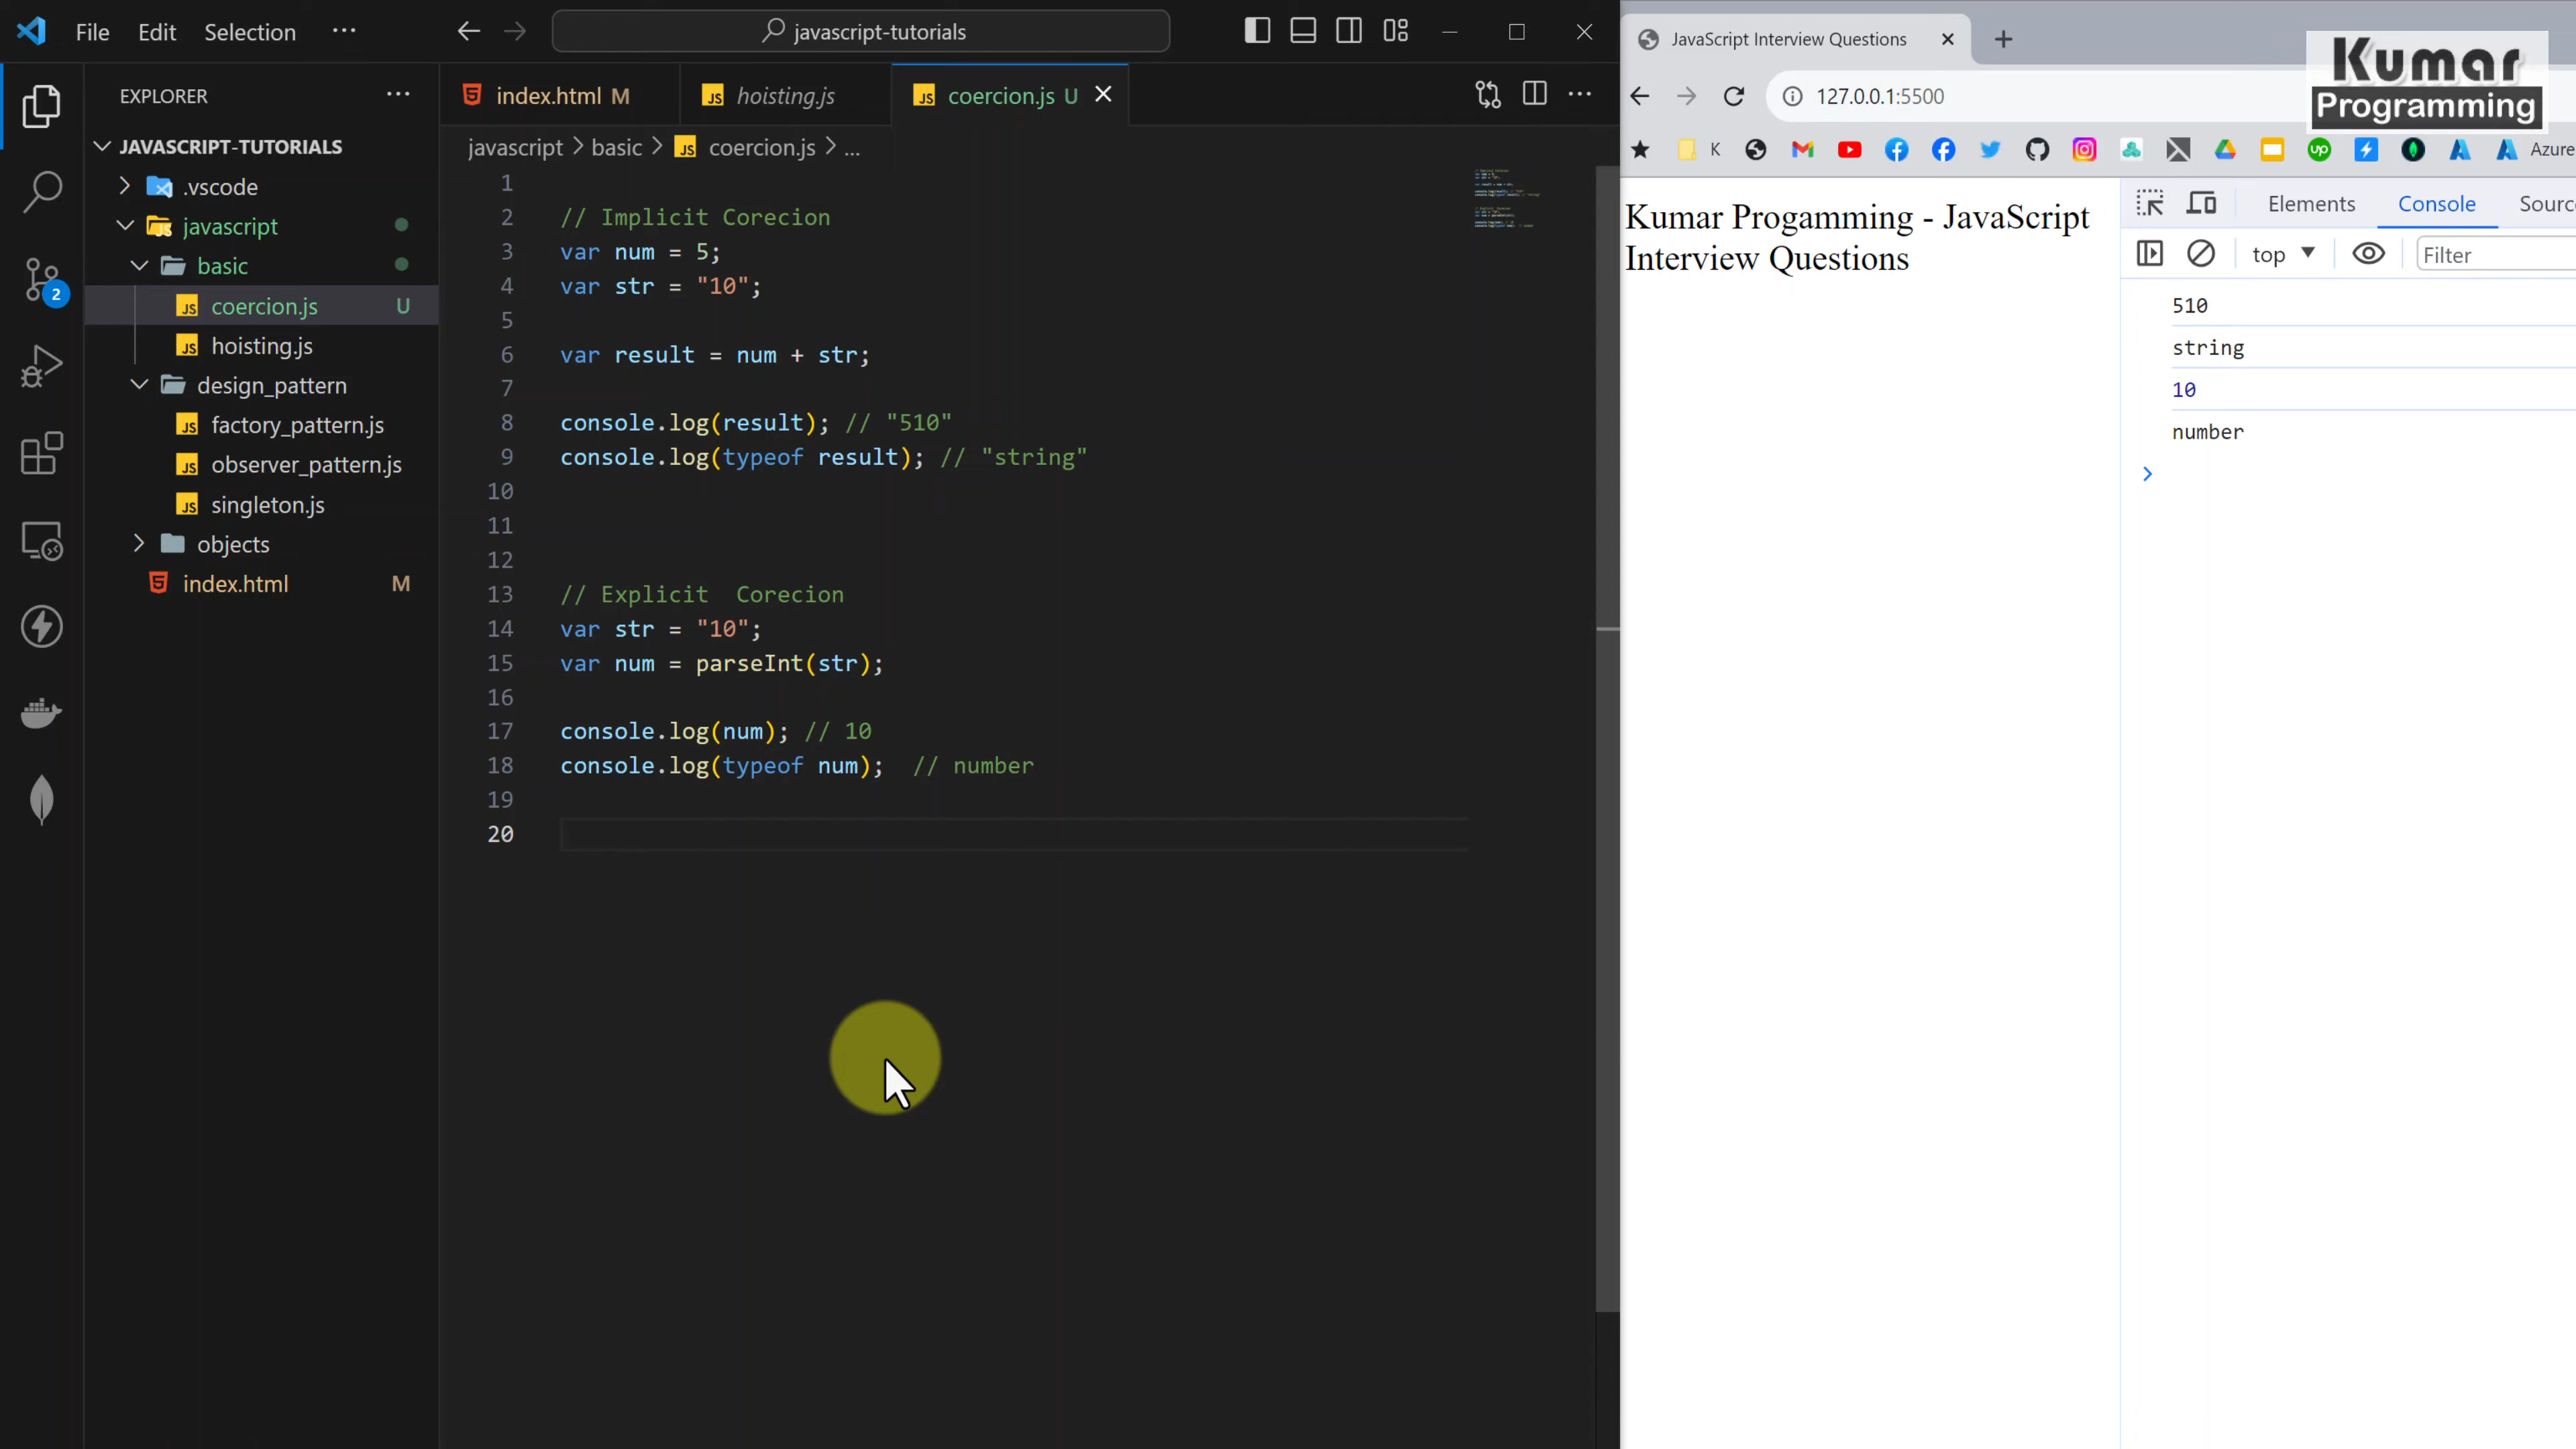 File Edit Selection ...
javascript-tutorials
EXPLORER
JAVASCRIPT-TUTORIALS
.vscode
javascript
basic
coercion.js U
hoisting.js
design_pattern
factory_pattern.js
observer_pattern.js
singleton.js
objects
index.html M
2
index.html M
hoisting.js
coercion.js U
javascript > basic > JS coercion.js > ...
1
2 // Implicit Corecion
3 var num = 5;
4 var str = "10";
5
6 var result = num + str;
7
8 console.log(result); // "510"
9 console.log(typeof result); // "string"
10
11
12
13 // Explicit  Corecion
14 var str = "10";
15 var num = parseInt(str);
16
17 console.log(num); // 10
18 console.log(typeof num);  // number
19
20
JavaScript Interview Questions
Kumar
Programming
127.0.0.1:5500
K
Azure
Kumar Progamming - JavaScript
Interview Questions
Elements Console Sourc
top
Filter
510
string
10
number